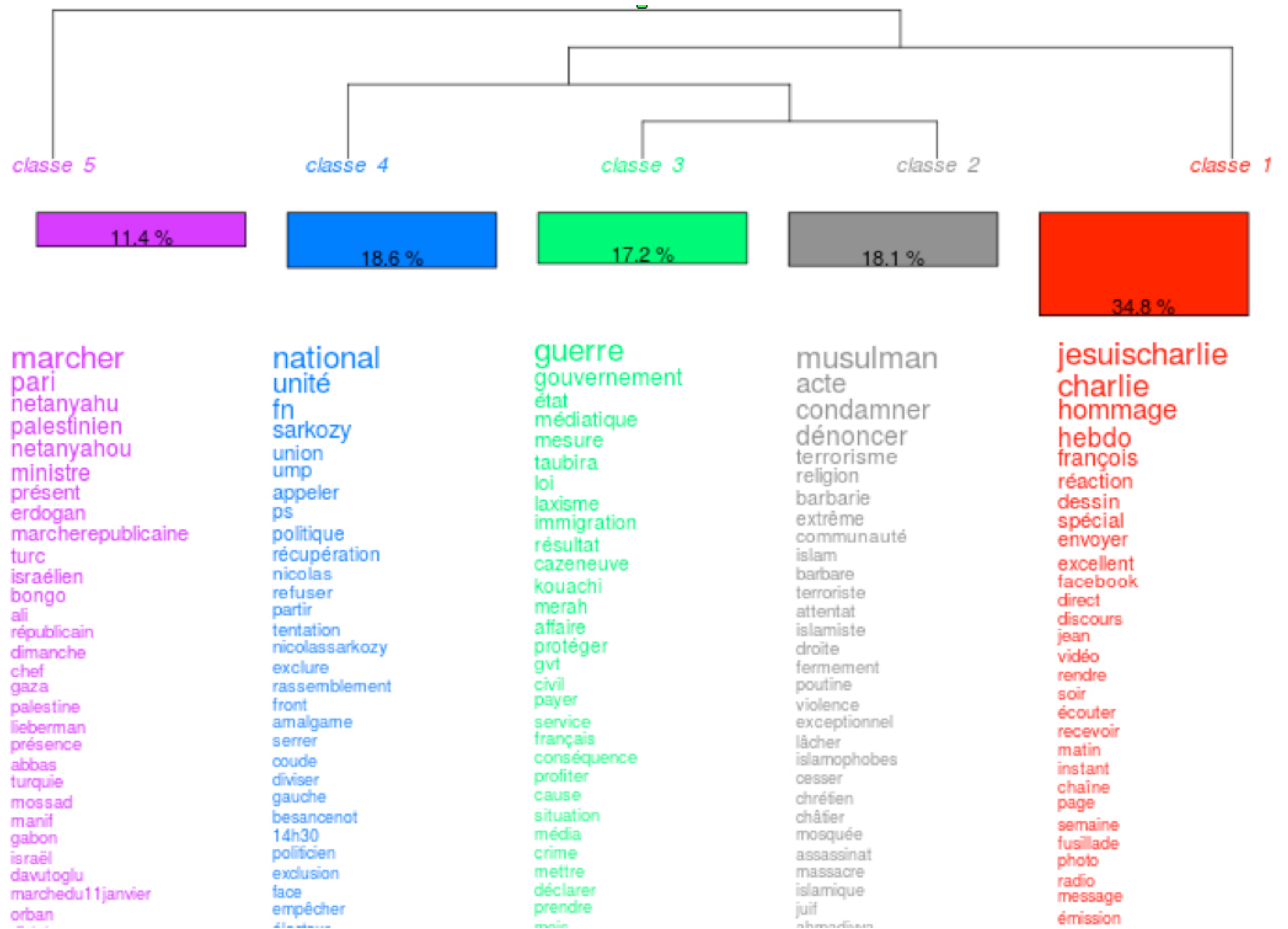 classe 5
classe 4
classe 3
classe 2
classe 1
11.4 %
18.6 %
17.2 %
18.1 %
34.8 %
marcher
pari
netanyahu
palestinien
netanyahou
ministre
présent
erdogan
marcherepublicaine
turc
israélien
bongo
ali
républicain
dimanche
chef
gaza
palestine
lieberman
présence
abbas
turquie
mossad
manif
gabon
israël
davutoglu
marchedu11janvier
orban
national
unité
fn
sarkozy
union
ump
appeler
ps
politique
récupération
nicolas
refuser
partir
tentation
nicolassarkozy
exclure
rassemblement
front
amalgame
serrer
coude
diviser
gauche
besancenot
14h30
politicien
exclusion
face
empêcher
guerre
gouvernement
état
médiatique
mesure
taubira
loi
laxisme
immigration
résultat
cazeneuve
kouachi
merah
affaire
protéger
gvt
civil
payer
service
français
conséquence
profiter
cause
situation
média
crime
mettre
déclarer
prendre
musulman
acte
condamner
dénoncer
terrorisme
religion
barbarie
extrême
communauté
islam
barbare
terroriste
attentat
islamiste
droite
fermement
poutine
violence
exceptionnel
lâcher
islamophobes
cesser
chrétien
châtier
mosquée
assassinat
massacre
islamique
juif
jesuischarlie
charlie
hommage
hebdo
françois
réaction
dessin
spécial
envoyer
excellent
facebook
direct
discours
jean
vidéo
rendre
soir
écouter
recevoir
matin
instant
chaîne
page
semaine
fusillade
photo
radio
message
émission